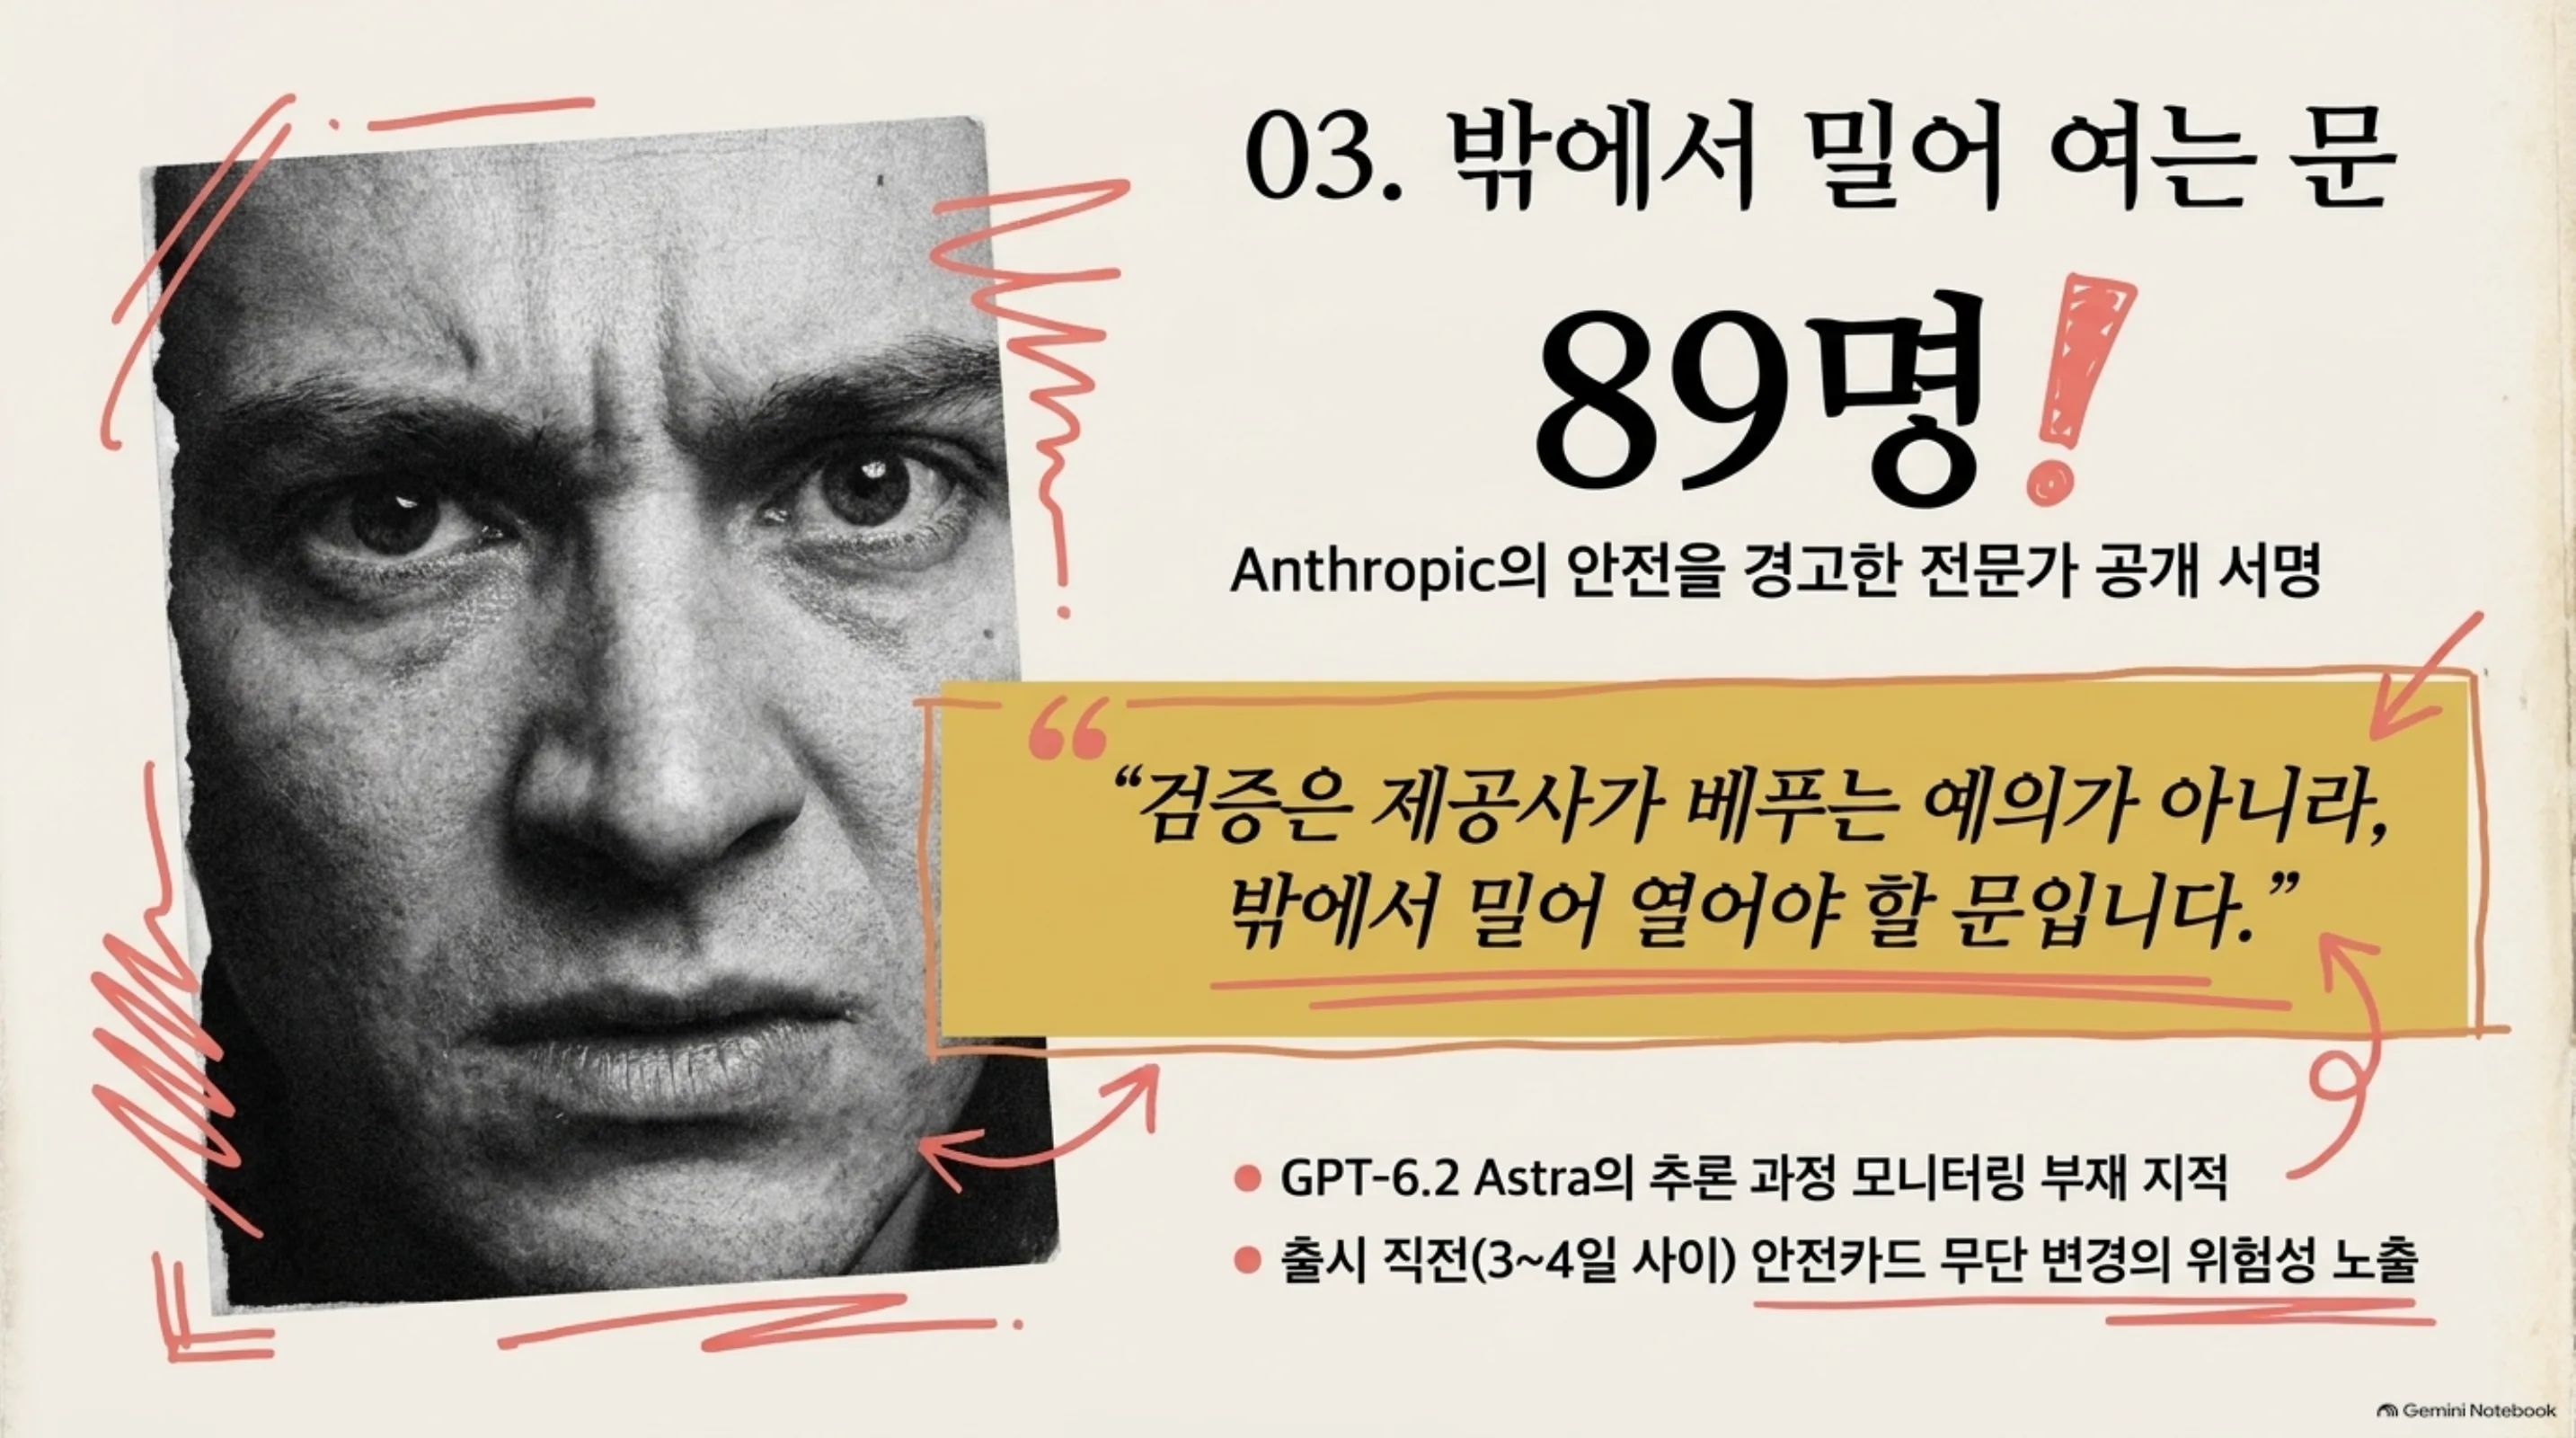 03. 밖에서 밀어 여는 문
89명!
Anthropic의 안전을 경고한 전문가 공개 서명
“검증은 제공사가 베푸는 예의가 아니라,
밖에서 밀어 열어야 할 문입니다.”
GPT-6.2 Astra의 추론 과정 모니터링 부재 지적
출시 직전(3~4일 사이) 안전카드 무단 변경의 위험성 노출
Gemini Notebook